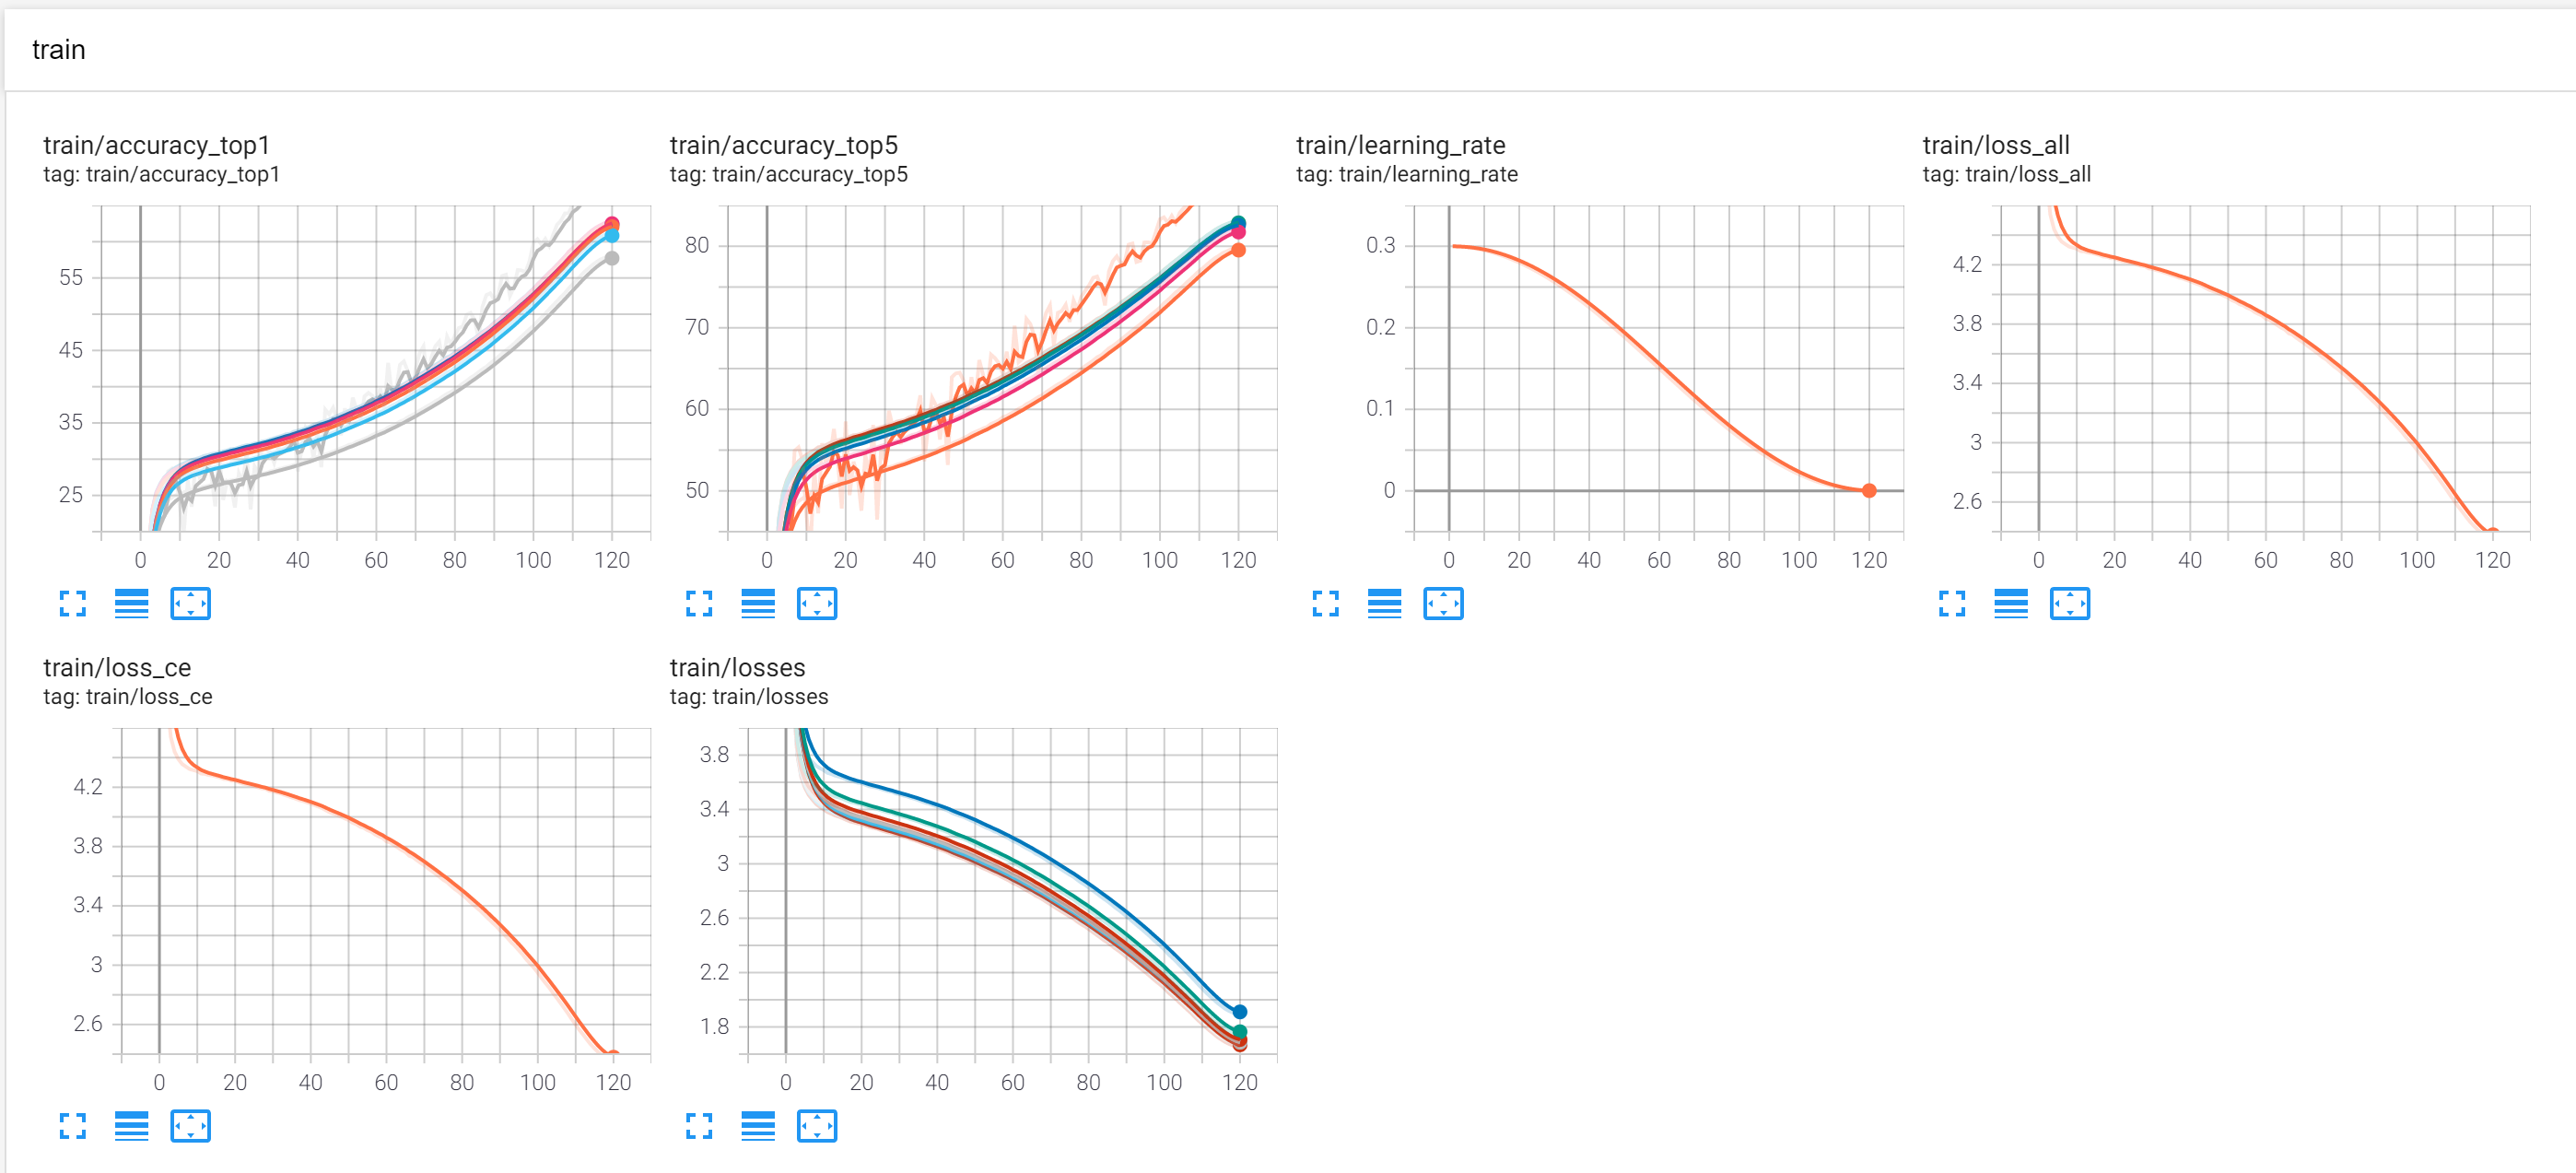 train
train/accuracy_top1
tag: train/accuracy_top1
55
45
35
25
0 20 40 60 80 100 120
train/accuracy_top5
tag: train/accuracy_top5
80
70
60
50
0 20 40 60 80 100 120
train/learning_rate
tag: train/learning_rate
0.3
0.2
0.1
0
0 20 40 60 80 100 120
train/loss_all
tag: train/loss_all
4.2
3.8
3.4
3
2.6
0 20 40 60 80 100 120
train/loss_ce
tag: train/loss_ce
4.2
3.8
3.4
3
2.6
0 20 40 60 80 100 120
train/losses
tag: train/losses
3.8
3.4
3
2.6
2.2
1.8
0 20 40 60 80 100 120